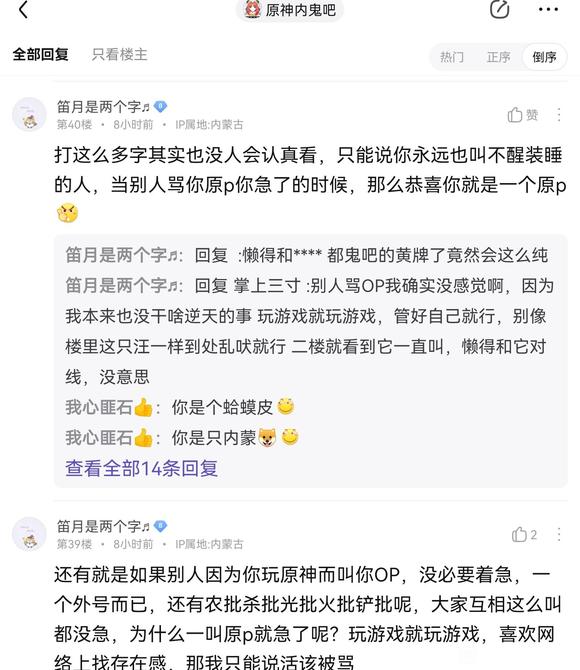 原神内鬼吧
全部回复 只看楼主 热门 正序 倒序
笛月是两个字♬ 8
第40楼 · 8小时前 · IP属地:内蒙古 赞
打这么多字其实也没人会认真看，只能说你永远也叫不醒装睡
的人，当别人骂你原p你急了的时候，那么恭喜你就是一个原p
笛月是两个字♬: 回复 :懒得和**** 都鬼吧的黄牌了竟然会这么纯
笛月是两个字♬: 回复 掌上三寸 :别人骂OP我确实没感觉啊，因为
我本来也没干啥逆天的事 玩游戏就玩游戏，管好自己就行，别像
楼里这只汪一样到处乱吠就行 二楼就看到它一直叫，懒得和它对
线，没意思
我心匪石👍: 你是个蛤蟆皮
我心匪石👍: 你是只内蒙🐶
查看全部14条回复
笛月是两个字♬ 8
第39楼 · 8小时前 · IP属地:内蒙古 2
还有就是如果别人因为你玩原神而叫你OP，没必要着急，一
个外号而已，还有农批杀批光批火批铲批呢，大家互相这么叫
都没急，为什么一叫原p就急了呢？玩游戏就玩游戏，喜欢网
络上找存在感，那我只能说活该被骂